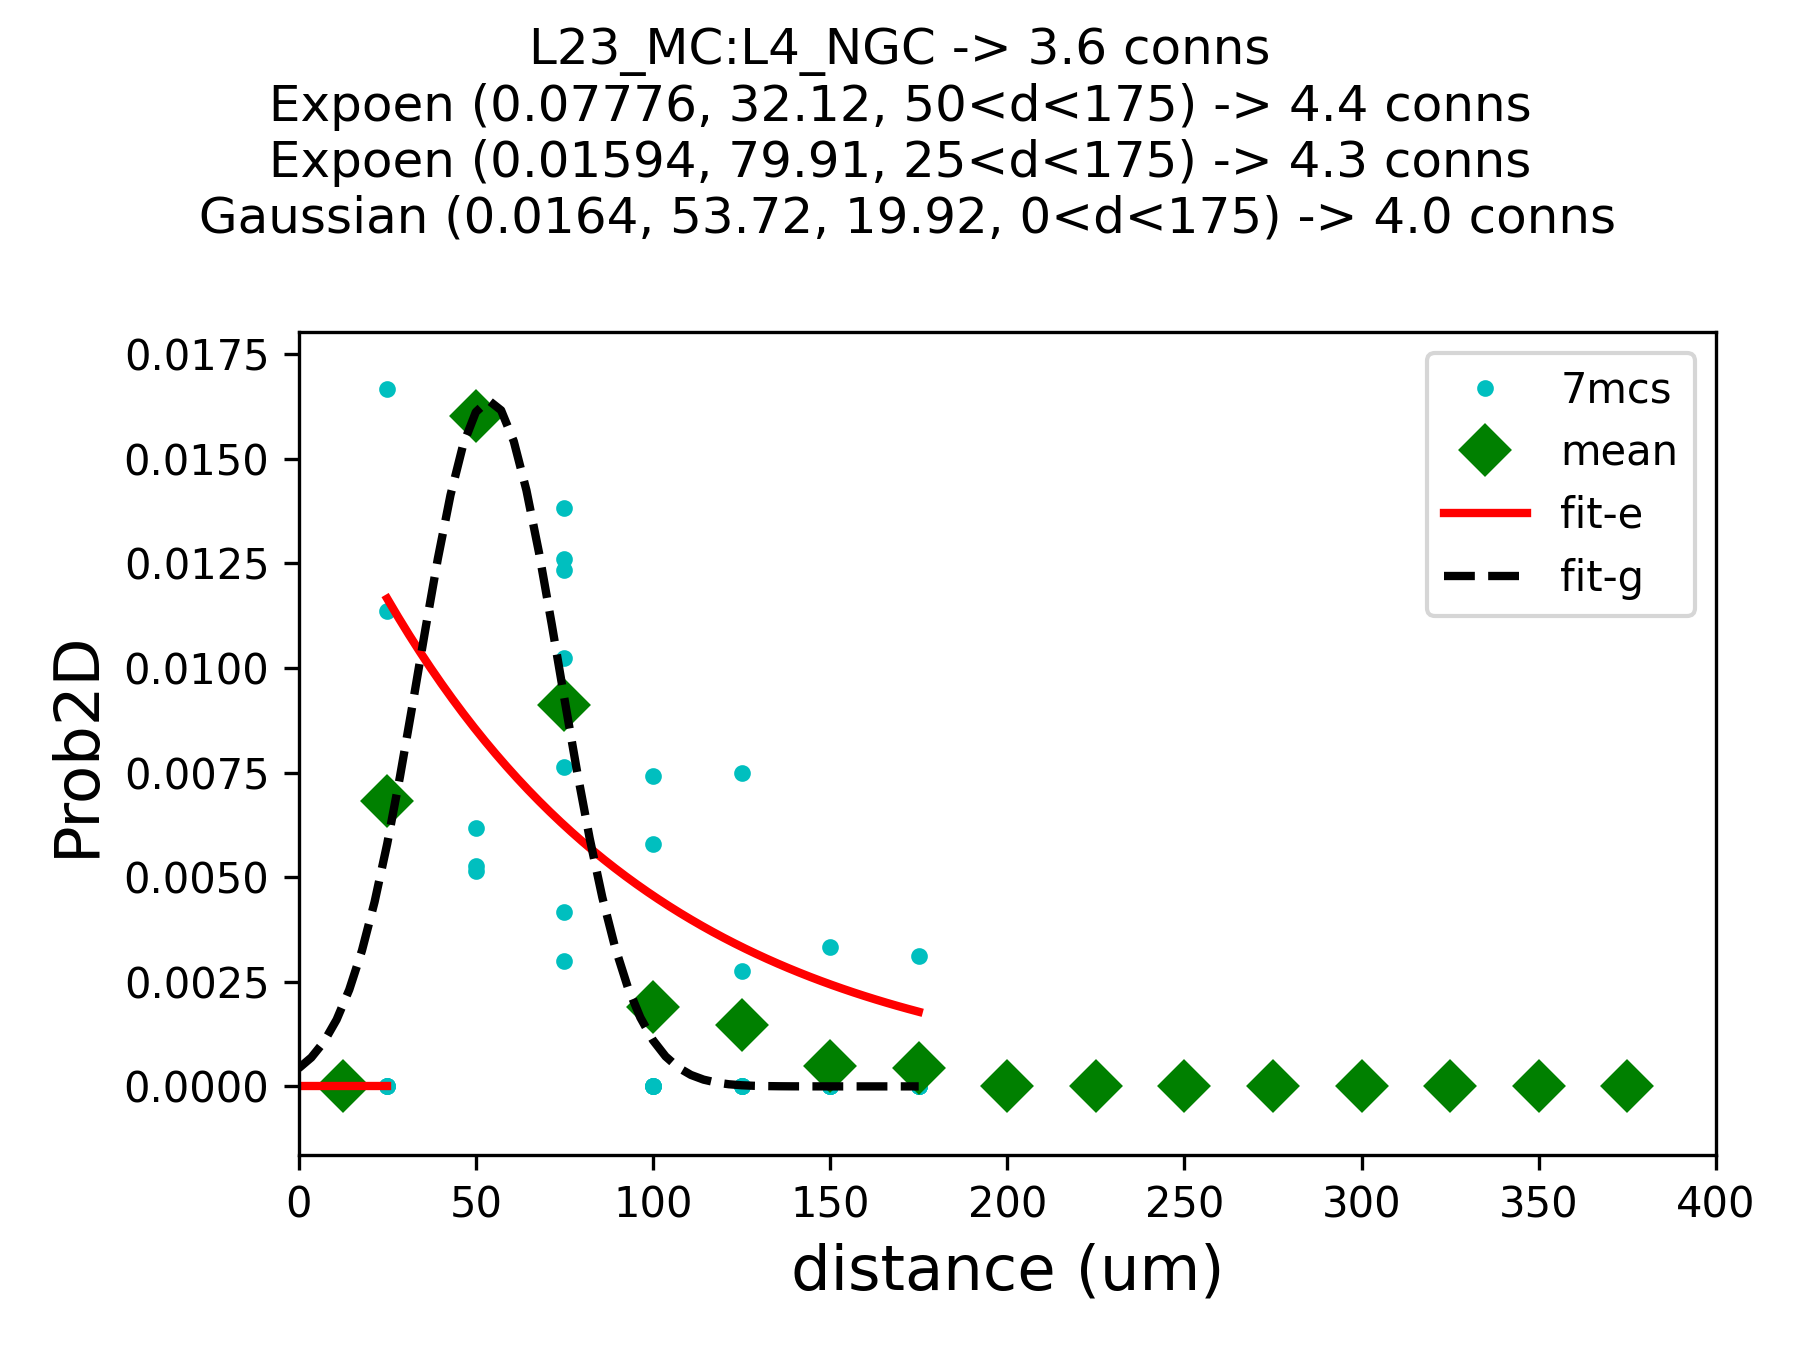 L23_MC:L4_NGC -> 3.6 conns
Expoen (0.07776, 32.12, 50<d<175) -> 4.4 conns
Expoen (0.01594, 79.91, 25<d<175) -> 4.3 conns
Gaussian (0.0164, 53.72, 19.92, 0<d<175) -> 4.0 conns
0.0175
0.0150
0.0125
0.0100
0.0075
0.0050
0.0025
0.0000
Prob2D
7mcs
mean
fit-e
fit-g
0 50 100 150 200 250 300 350 400
distance (um)